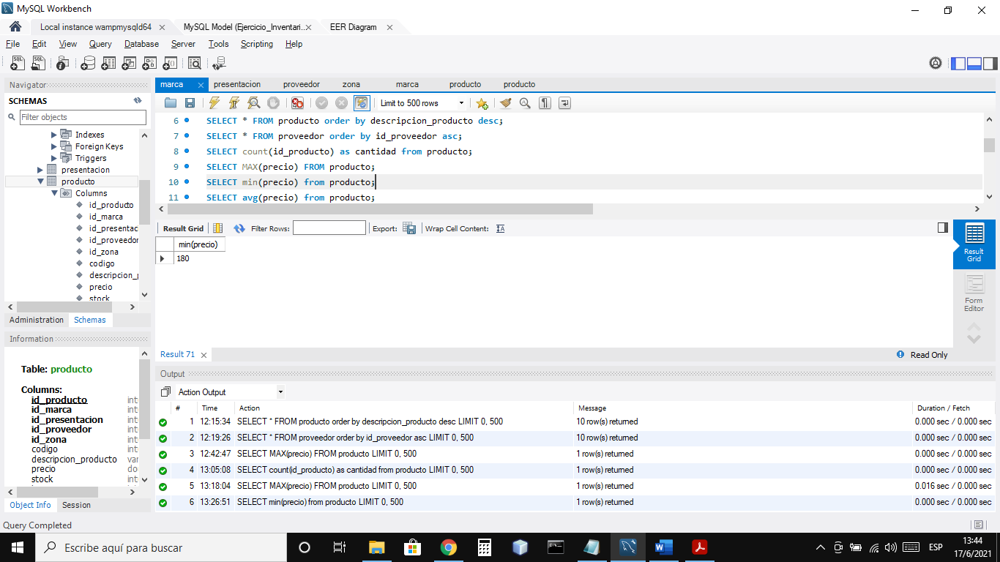 MySQL Workbench
Local instance wampmysqld64 MySQL Model (Ejercicio_Inventari... EER Diagram
File Edit View Query Database Server Tools Scripting Help
Navigator
SCHEMAS
Filter objects
Indexes
Foreign Keys
Triggers
presentacion
producto
Columns
id_producto
id_marca
id_presentac
id_proveedor
id_zona
codigo
descripcion_p
precio
stock
Administration Schemas
Information
Table: producto
Columns:
id_producto int
id_marca int
id_presentacion int
id_proveedor int
id_zona int
codigo int
descripcion_producto var
precio dou
stock int
Object Info Session
marca presentacion proveedor zona marca producto producto
Limit to 500 rows
6 SELECT * FROM producto order by descripcion_producto desc;
7 SELECT * FROM proveedor order by id_proveedor asc;
8 SELECT count(id_producto) as cantidad from producto;
9 SELECT MAX(precio) FROM producto;
10 SELECT min(precio) from producto;
11 SELECT avg(precio) from producto;
Result Grid Filter Rows: Export: Wrap Cell Content:
min(precio)
180
Result Grid
Form Editor
Result 71 Read Only
Output
Action Output
# Time Action Message Duration / Fetch
1 12:15:34 SELECT * FROM producto order by descripcion_producto desc LIMIT 0, 500 10 row(s) returned 0.000 sec / 0.000 sec
2 12:19:26 SELECT * FROM proveedor order by id_proveedor asc LIMIT 0, 500 10 row(s) returned 0.000 sec / 0.000 sec
3 12:42:47 SELECT MAX(precio) FROM producto LIMIT 0, 500 1 row(s) returned 0.000 sec / 0.000 sec
4 13:05:08 SELECT count(id_producto) as cantidad from producto LIMIT 0, 500 1 row(s) returned 0.000 sec / 0.000 sec
5 13:18:04 SELECT MAX(precio) FROM producto LIMIT 0, 500 1 row(s) returned 0.016 sec / 0.000 sec
6 13:26:51 SELECT min(precio) from producto LIMIT 0, 500 1 row(s) returned 0.000 sec / 0.000 sec
Query Completed
Escribe aquí para buscar
ESP
13:44
17/6/2021